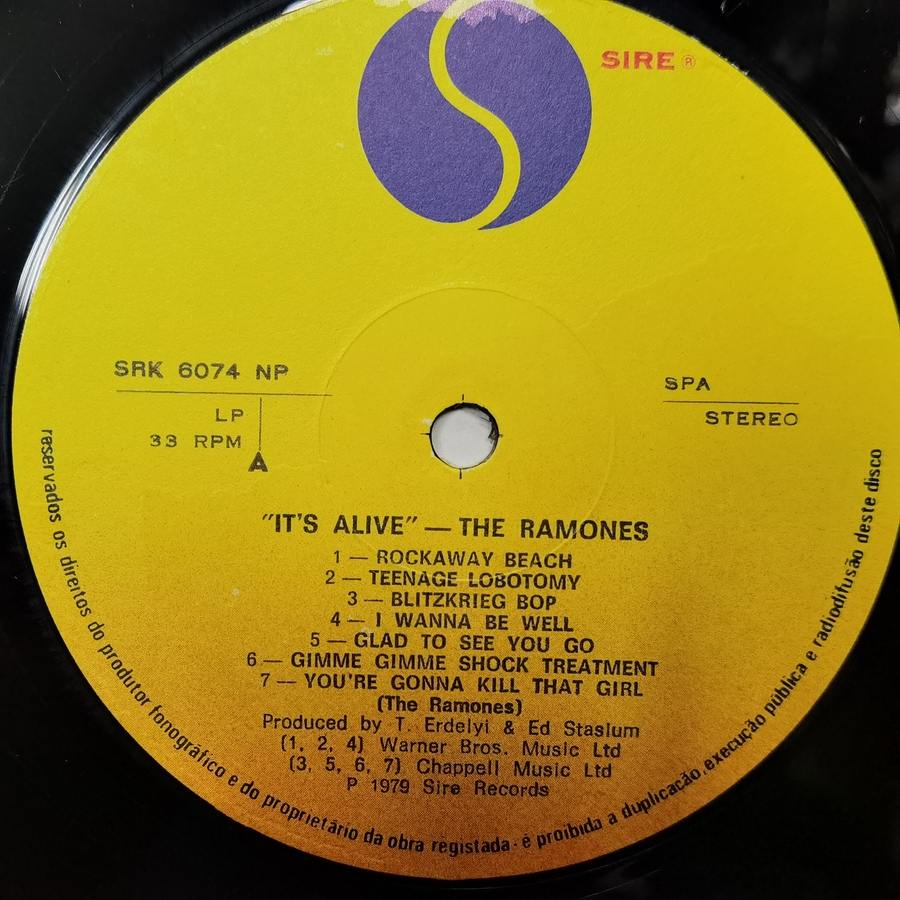 SIRE ®
SRK 6074 NP
LP
33 RPM
A
SPA
STEREO
"IT'S ALIVE" — THE RAMONES
1 — ROCKAWAY BEACH
2 — TEENAGE LOBOTOMY
3 — BLITZKRIEG BOP
4 — I WANNA BE WELL
5 — GLAD TO SEE YOU GO
6 — GIMME GIMME SHOCK TREATMENT
7 — YOU'RE GONNA KILL THAT GIRL
(The Ramones)
Produced by T. Erdelyi & Ed Stasium
(1, 2, 4) Warner Bros. Music Ltd
(3, 5, 6, 7) Chappell Music Ltd
P 1979 Sire Records
reservados os direitos do produtor fonográfico e do proprietário da obra registada · é proibida a duplicação, execução pública e radiodifusão deste disco